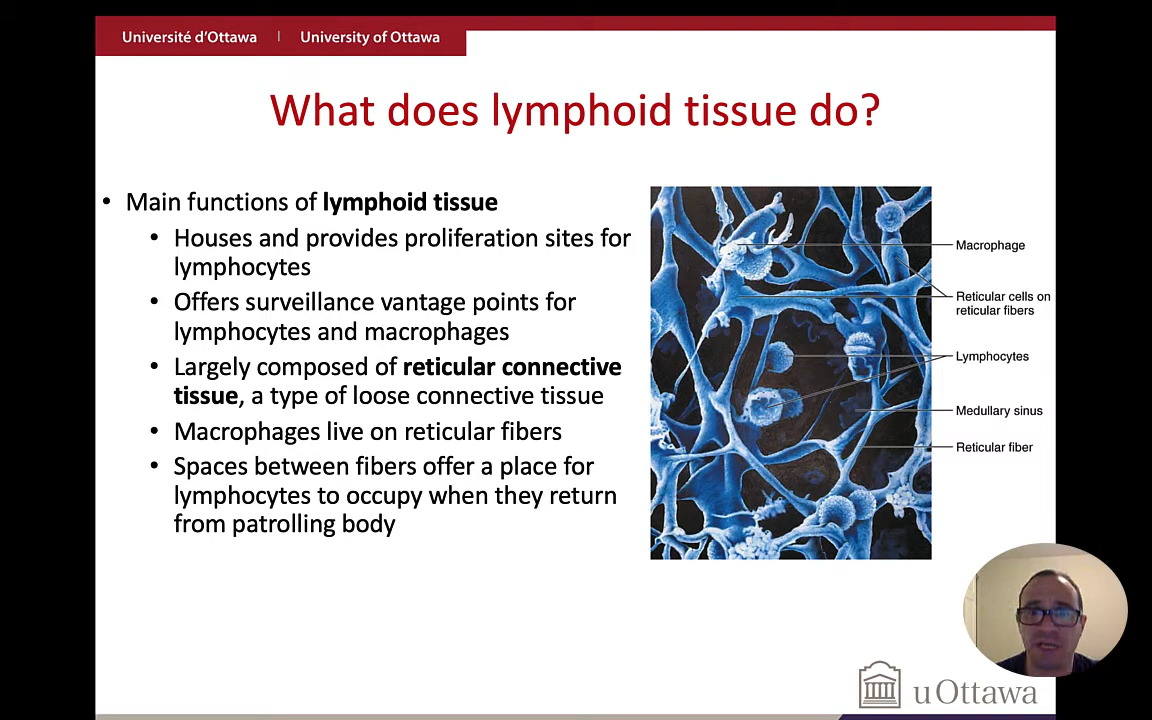 Université d'Ottawa | University of Ottawa
What does lymphoid tissue do?
• Main functions of lymphoid tissue
• Houses and provides proliferation sites for
lymphocytes
• Offers surveillance vantage points for
lymphocytes and macrophages
• Largely composed of reticular connective
tissue, a type of loose connective tissue
• Macrophages live on reticular fibers
• Spaces between fibers offer a place for
lymphocytes to occupy when they return
from patrolling body
Macrophage
Reticular cells on
reticular fibers
Lymphocytes
Medullary sinus
Reticular fiber
uOttawa